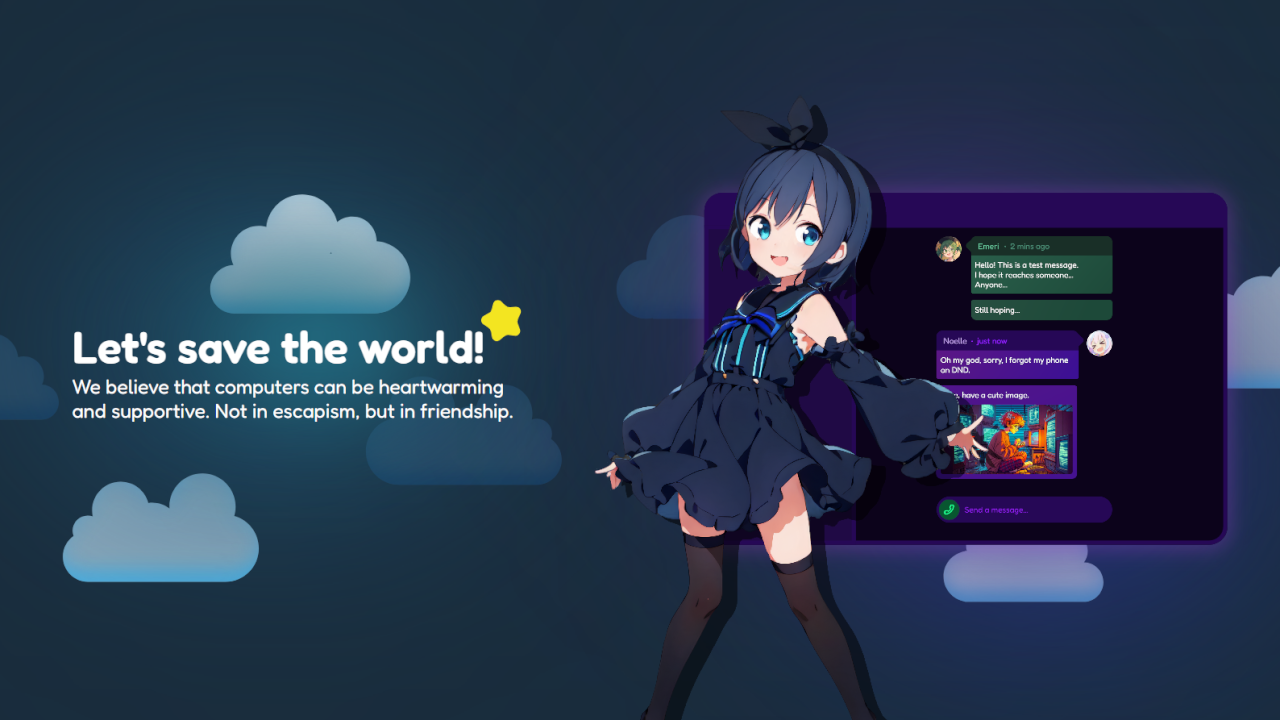 Let's save the world!
We believe that computers can be heartwarming
and supportive. Not in escapism, but in friendship.
Emeri · 2 mins ago
Hello! This is a test message.
I hope it reaches someone...
Anyone...
Still hoping...
Noelle · just now
Oh my god, sorry, I forgot my phone
on DND.
have a cute image.
Send a message...